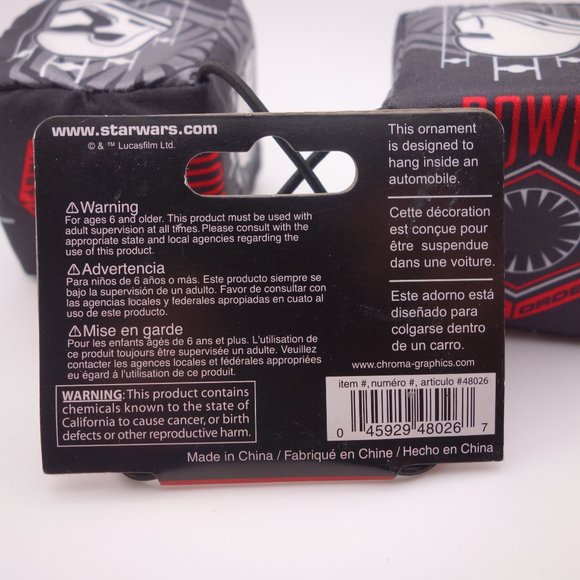 www.starwars.com
© & ™ Lucasfilm Ltd.
⚠Warning
For ages 6 and older. This product must be used with
adult supervision at all times. Please consult with the
appropriate state and local agencies regarding the
use of this product.
⚠Advertencia
Para niños de 6 años o más. Este producto siempre se
bajo la supervisión de un adulto. Favor de consultar con
las agencias locales y federales apropiadas en cuato al
uso de este producto.
⚠Mise en garde
Pour les enfants agés de 6 ans et plus. L'utilisation de
ce produit toujours être supervisée un adulte. Veuillez
contacter les agences locales et fédérales appropriées
eu égard á l'utilisation de ce produit.
WARNING: This product contains
chemicals known to the state of
California to cause cancer, or birth
defects or other reproductive harm.
This ornament
is designed to
hang inside an
automobile.
Cette décoration
est conçue pour
être suspendue
dans une voiture.
Este adorno está
diseñado para
colgarse dentro
de un carro.
www.chroma-graphics.com
item #, numéro #, articulo #48026
0 45929 48026 7
Made in China / Fabriqué en Chine / Hecho en China
POWE
ORDE